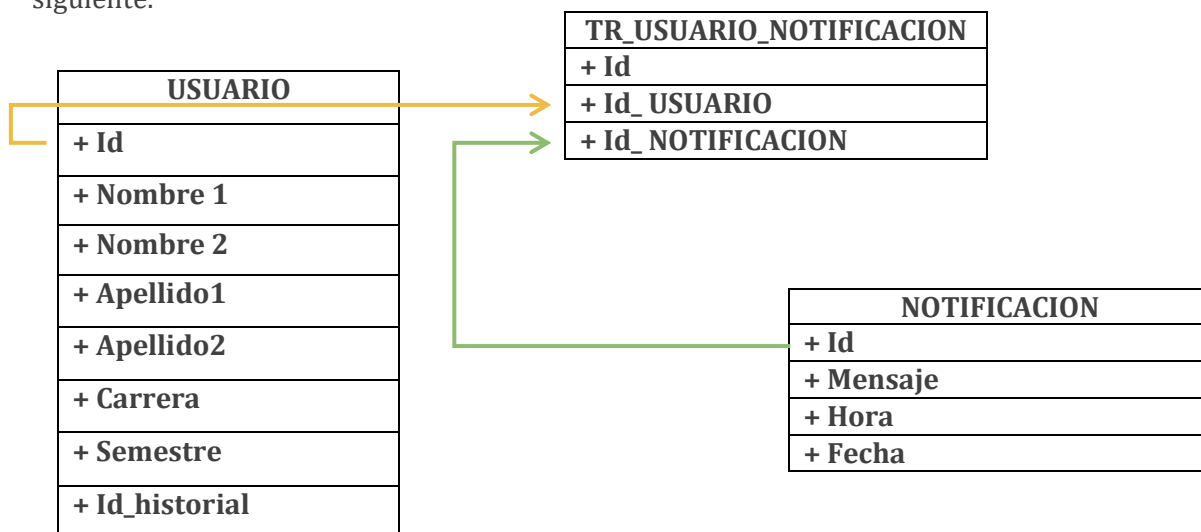 siguiente:
TR_USUARIO_NOTIFICACION
+ Id
+ Id_ USUARIO
+ Id_ NOTIFICACION
USUARIO
+ Id
+ Nombre 1
+ Nombre 2
+ Apellido1
+ Apellido2
+ Carrera
+ Semestre
+ Id_historial
NOTIFICACION
+ Id
+ Mensaje
+ Hora
+ Fecha